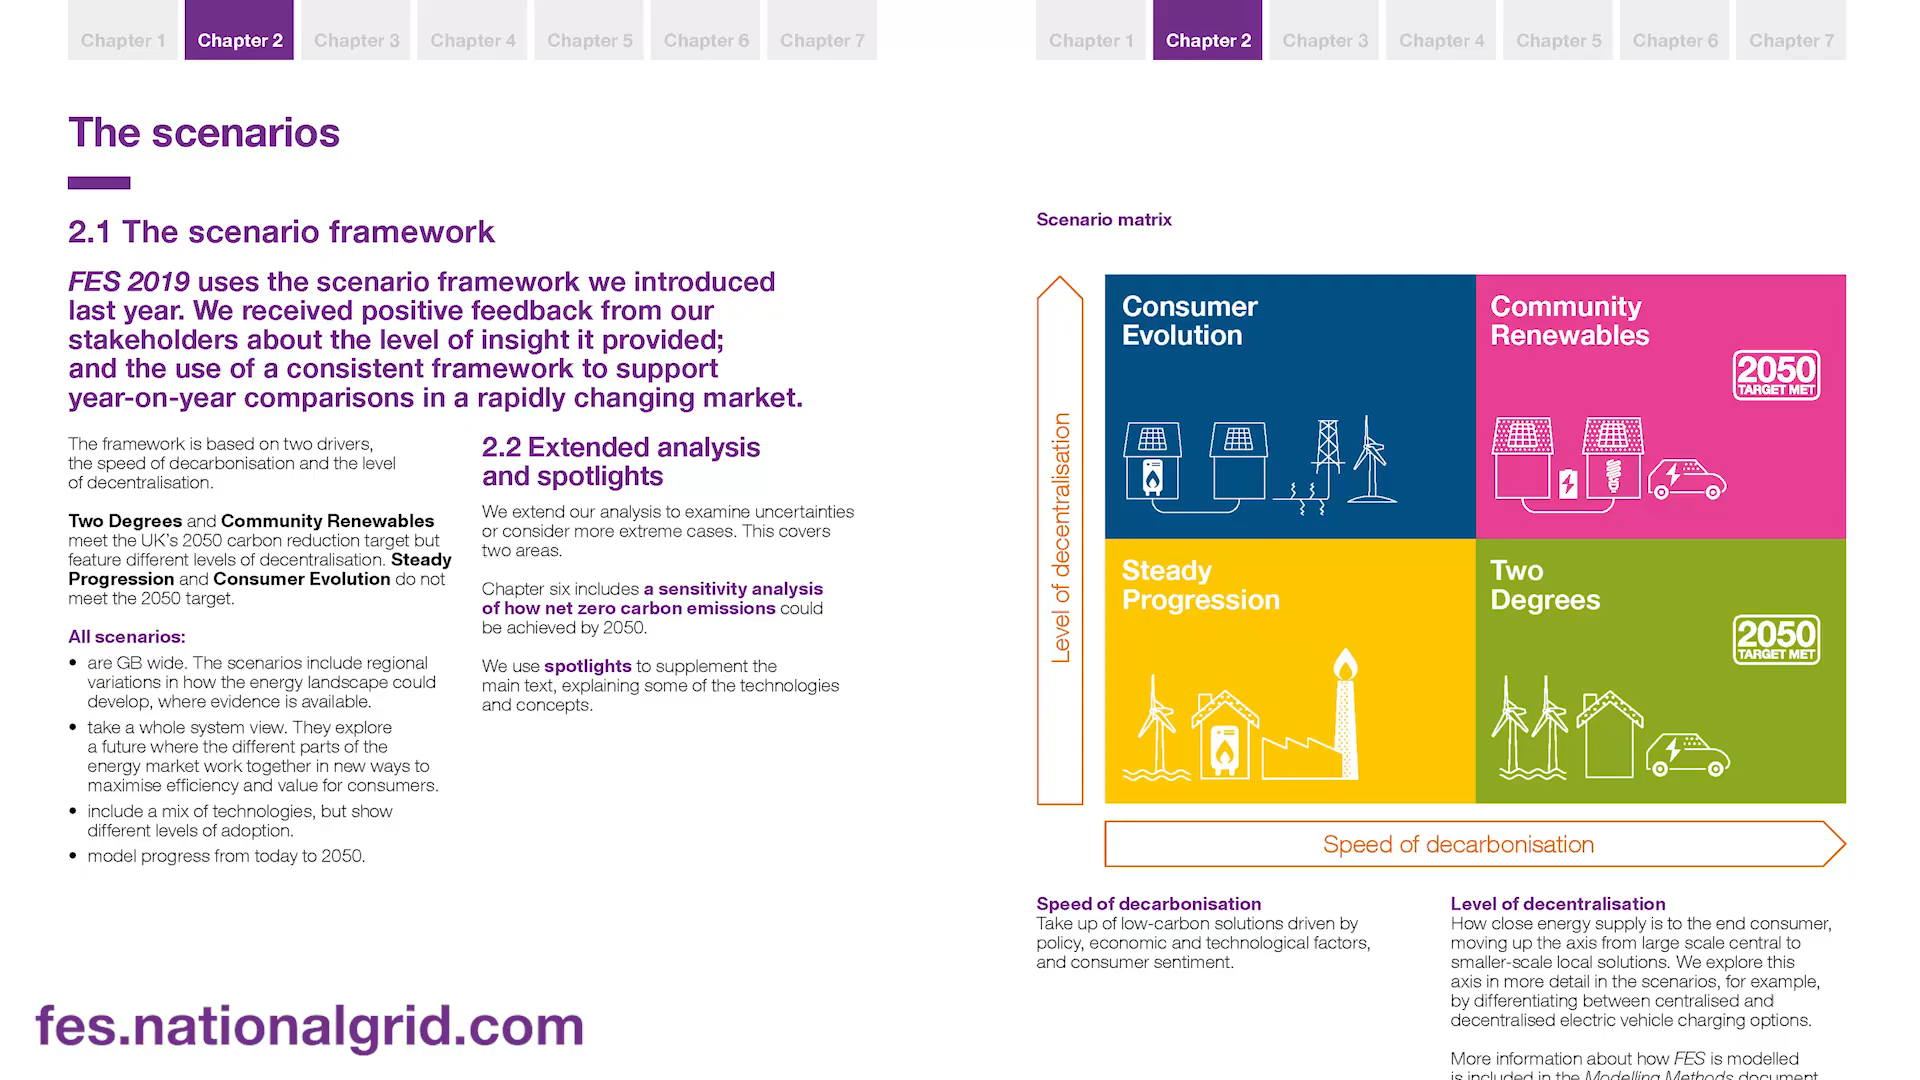 Chapter 1 Chapter 2 Chapter 3 Chapter 4 Chapter 5 Chapter 6 Chapter 7
The scenarios
2.1 The scenario framework
FES 2019 uses the scenario framework we introduced
last year. We received positive feedback from our
stakeholders about the level of insight it provided;
and the use of a consistent framework to support
year-on-year comparisons in a rapidly changing market.
The framework is based on two drivers,
the speed of decarbonisation and the level
of decentralisation.
Two Degrees and Community Renewables
meet the UK's 2050 carbon reduction target but
feature different levels of decentralisation. Steady
Progression and Consumer Evolution do not
meet the 2050 target.
All scenarios:
• are GB wide. The scenarios include regional
variations in how the energy landscape could
develop, where evidence is available.
• take a whole system view. They explore
a future where the different parts of the
energy market work together in new ways to
maximise efficiency and value for consumers.
• include a mix of technologies, but show
different levels of adoption.
• model progress from today to 2050.
2.2 Extended analysis
and spotlights
We extend our analysis to examine uncertainties
or consider more extreme cases. This covers
two areas.
Chapter six includes a sensitivity analysis
of how net zero carbon emissions could
be achieved by 2050.
We use spotlights to supplement the
main text, explaining some of the technologies
and concepts.
fes.nationalgrid.com
Chapter 1 Chapter 2 Chapter 3 Chapter 4 Chapter 5 Chapter 6 Chapter 7
Scenario matrix
Level of decentralisation
Consumer
Evolution
Community
Renewables
2050
TARGET MET
Steady
Progression
Two
Degrees
2050
TARGET MET
Speed of decarbonisation
Speed of decarbonisation
Take up of low-carbon solutions driven by
policy, economic and technological factors,
and consumer sentiment.
Level of decentralisation
How close energy supply is to the end consumer,
moving up the axis from large scale central to
smaller-scale local solutions. We explore this
axis in more detail in the scenarios, for example,
by differentiating between centralised and
decentralised electric vehicle charging options.
More information about how FES is modelled
is included in the Modelling Methods document